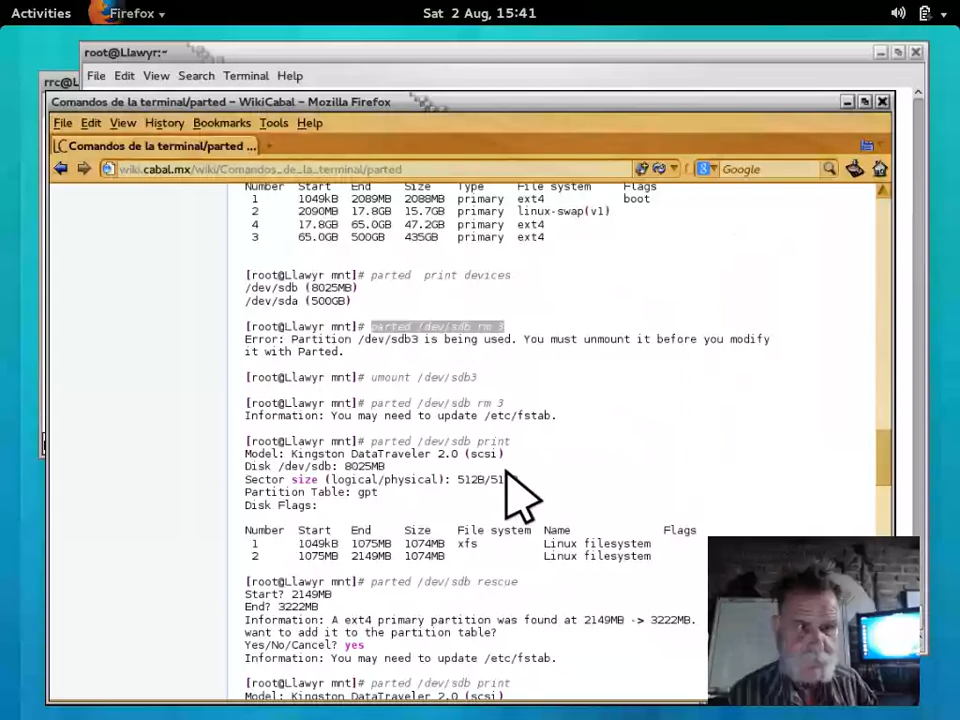 Activities Firefox Sat 2 Aug, 15:41
root@Llawyr:~
File Edit View Search Terminal Help
rrc@L
Comandos de la terminal/parted – WikiCabal – Mozilla Firefox
File Edit View History Bookmarks Tools Help
Comandos de la terminal/parted ...
wiki.cabal.mx/wiki/Comandos_de_la_terminal/parted
Google
Number Start End Size Type File system Flags
1 1049kB 2089MB 2088MB primary ext4 boot
2 2090MB 17.8GB 15.7GB primary linux-swap(v1)
4 17.8GB 65.0GB 47.2GB primary ext4
3 65.0GB 500GB 435GB primary ext4
[root@Llawyr mnt]# parted print devices
/dev/sdb (8025MB)
/dev/sda (500GB)
[root@Llawyr mnt]# parted /dev/sdb rm 3
Error: Partition /dev/sdb3 is being used. You must unmount it before you modify
it with Parted.
[root@Llawyr mnt]# umount /dev/sdb3
[root@Llawyr mnt]# parted /dev/sdb rm 3
Information: You may need to update /etc/fstab.
[root@Llawyr mnt]# parted /dev/sdb print
Model: Kingston DataTraveler 2.0 (scsi)
Disk /dev/sdb: 8025MB
Sector size (logical/physical): 512B/51
Partition Table: gpt
Disk Flags:
Number Start End Size File system Name Flags
1 1049kB 1075MB 1074MB xfs Linux filesystem
2 1075MB 2149MB 1074MB Linux filesystem
[root@Llawyr mnt]# parted /dev/sdb rescue
Start? 2149MB
End? 3222MB
Information: A ext4 primary partition was found at 2149MB -> 3222MB.
want to add it to the partition table?
Yes/No/Cancel? yes
Information: You may need to update /etc/fstab.
[root@Llawyr mnt]# parted /dev/sdb print
Model: Kingston DataTraveler 2.0 (scsi)